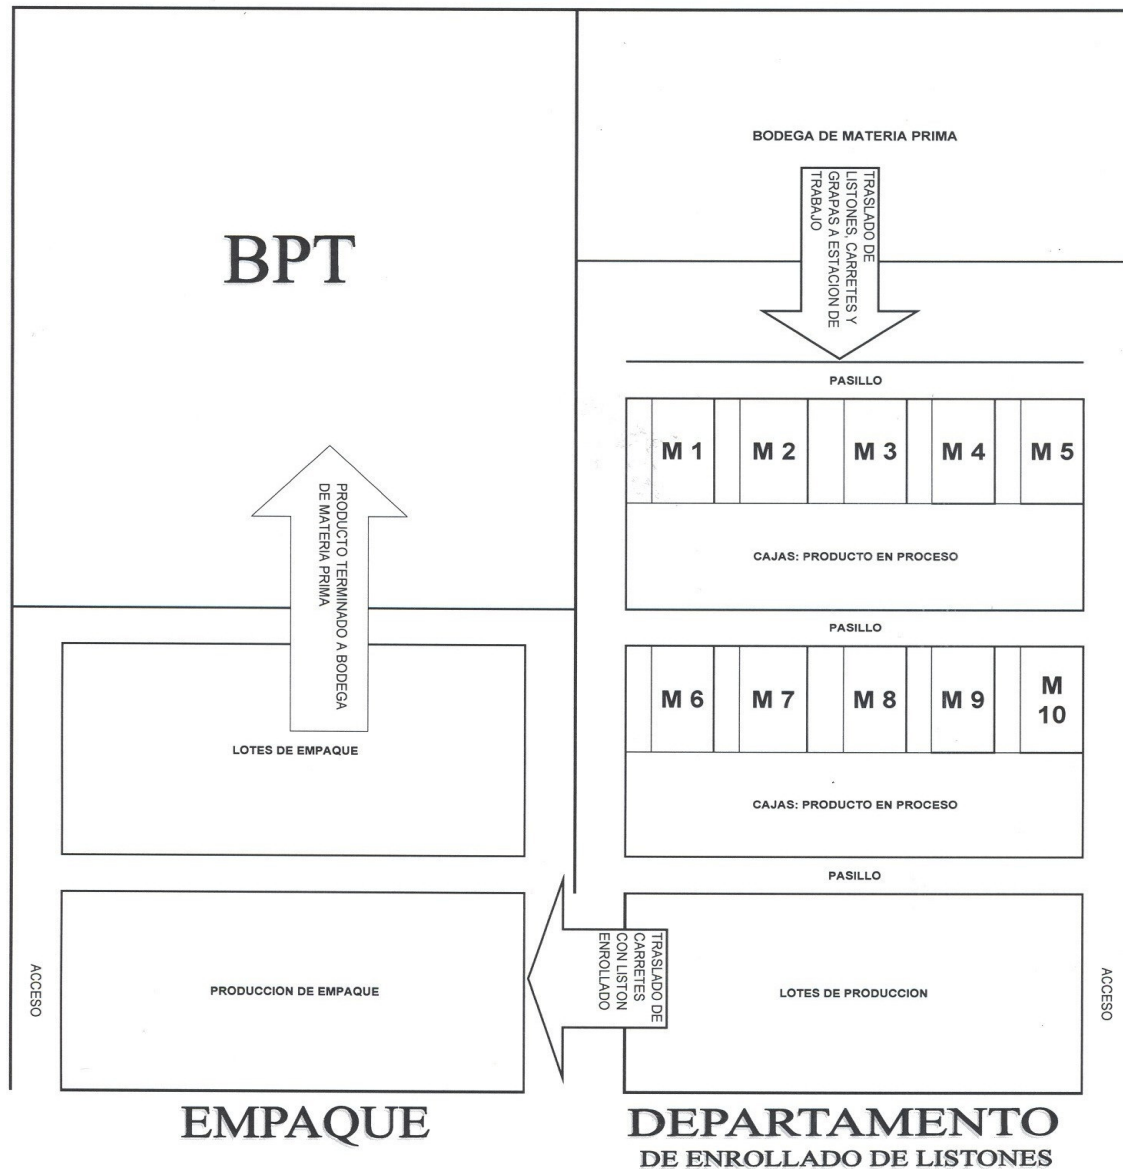 BODEGA DE MATERIA PRIMA
TRASLADO DE
LISTONES, CARRETES Y
GRAPAS A ESTACION DE
TRABAJO
BPT
PASILLO
M 1
M 2
M 3
M 4
M 5
CAJAS: PRODUCTO EN PROCESO
PRODUCTO TERMINADO A BODEGA
DE MATERIA PRIMA
PASILLO
M 6
M 7
M 8
M 9
M
10
LOTES DE EMPAQUE
CAJAS: PRODUCTO EN PROCESO
PASILLO
ACCESO
PRODUCCION DE EMPAQUE
TRASLADO DE
CARRETES
CON LISTON
ENROLLADO
LOTES DE PRODUCCION
ACCESO
EMPAQUE
DEPARTAMENTO
DE ENROLLADO DE LISTONES